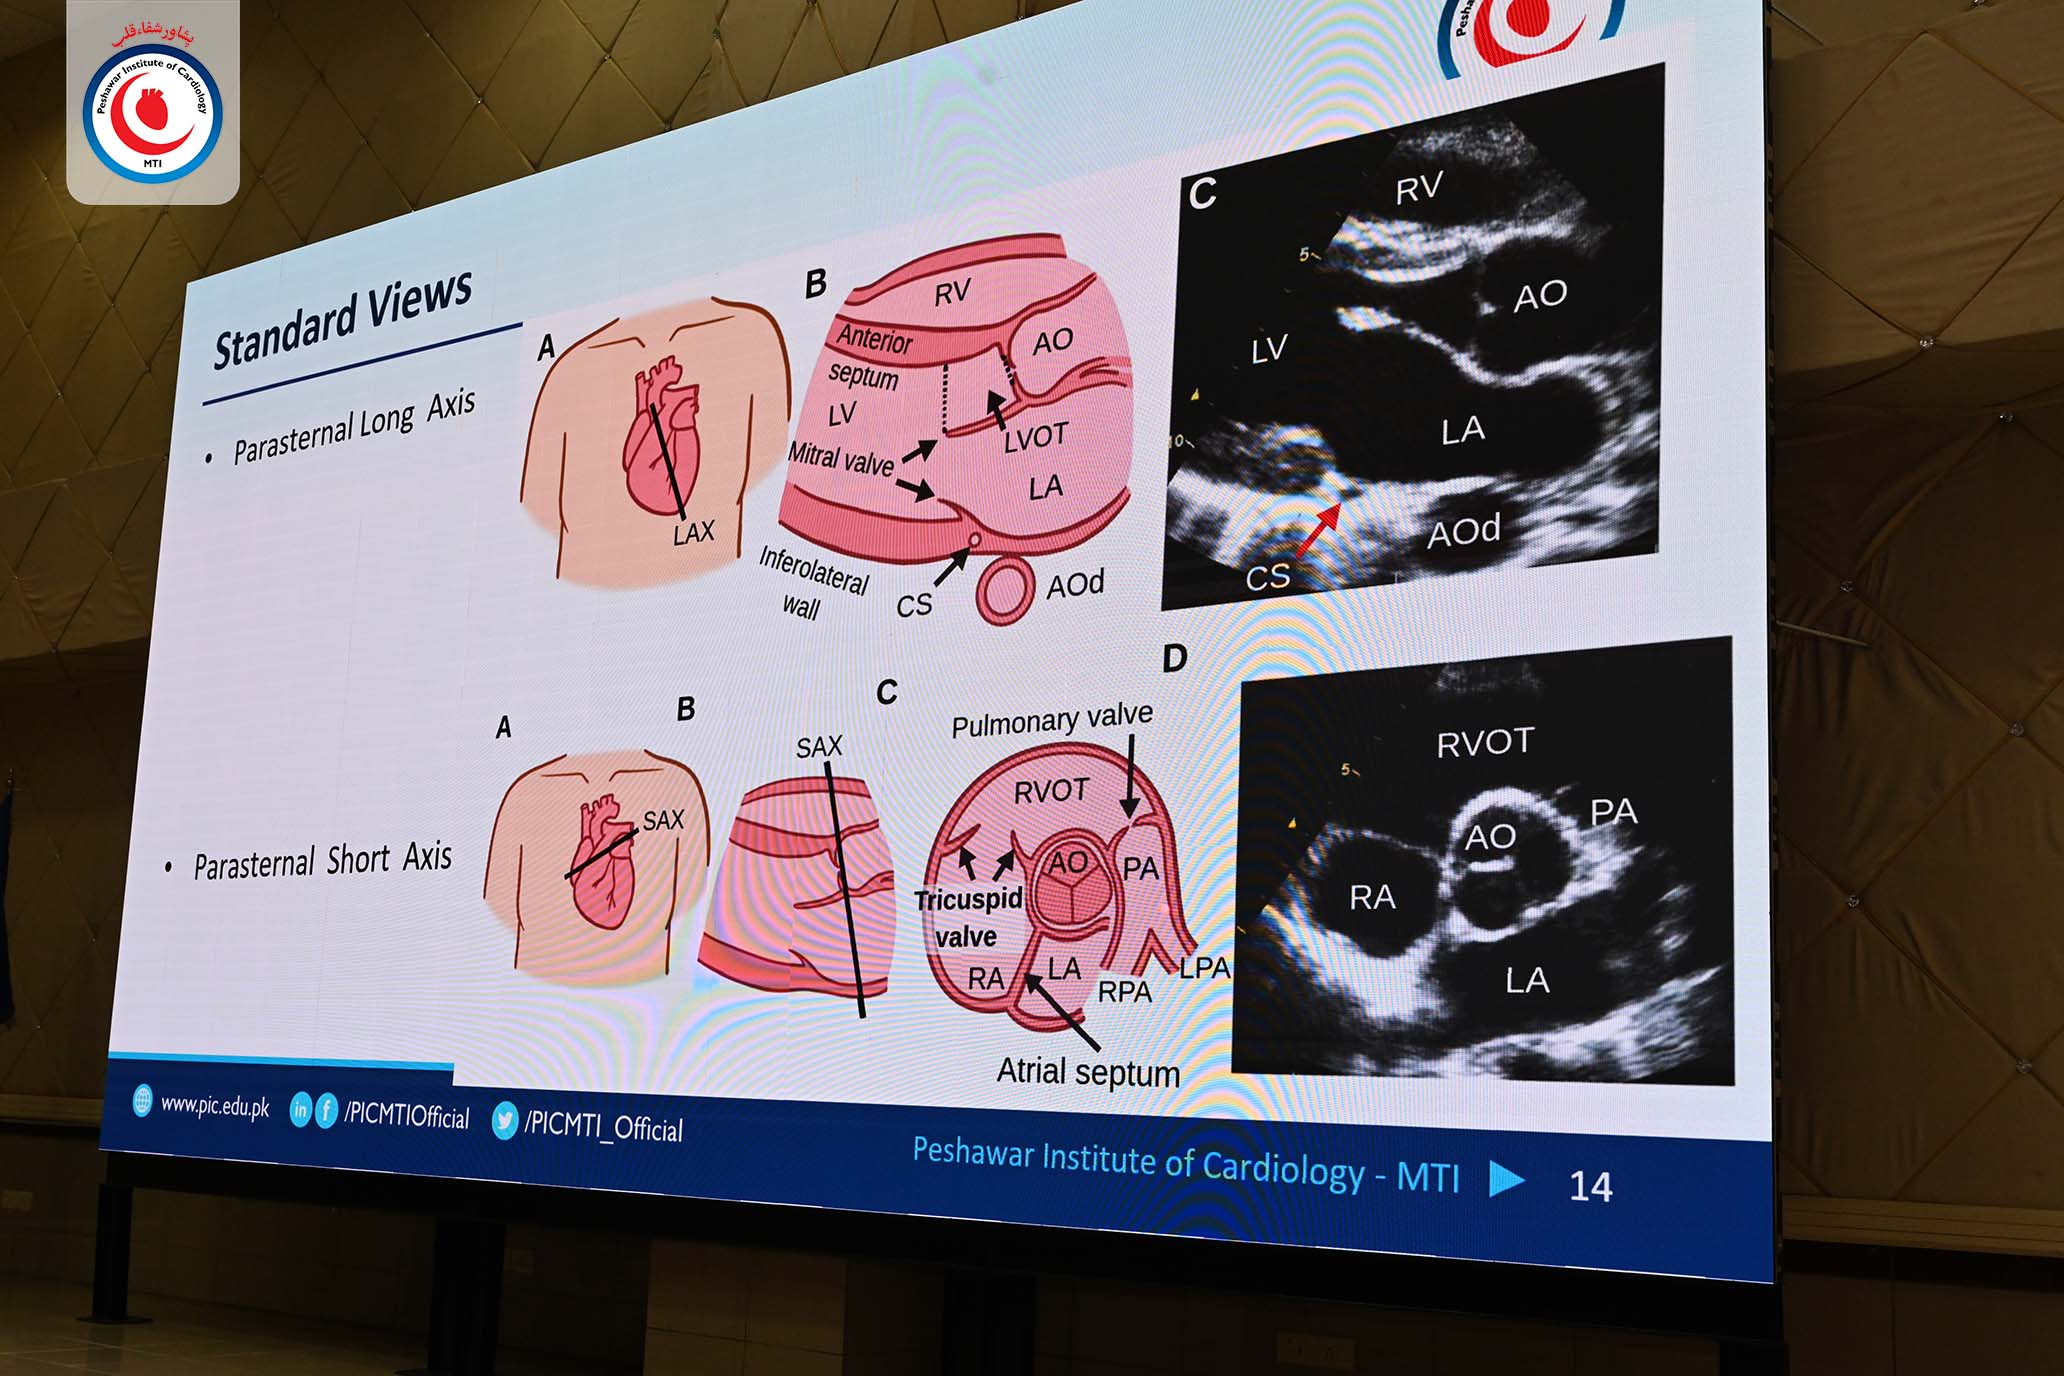 پشاور شفاء قلب
Peshawar Institute of Cardiology
MTI
Pesha
Standard Views
• Parasternal Long Axis
A
LAX
B
RV
Anterior
septum
AO
LV
LVOT
Mitral valve
LA
Inferolateral
wall
CS
AOd
C
RV
5
AO
LV
LA
10
AOd
CS
• Parasternal Short Axis
A
SAX
B
SAX
C
Pulmonary valve
RVOT
AO
PA
Tricuspid
valve
RA
LA
RPA
LPA
Atrial septum
D
RVOT
5
PA
AO
RA
LA
www.pic.edu.pk
in f /PICMTIOfficial
/PICMTI_Official
Peshawar Institute of Cardiology - MTI
14